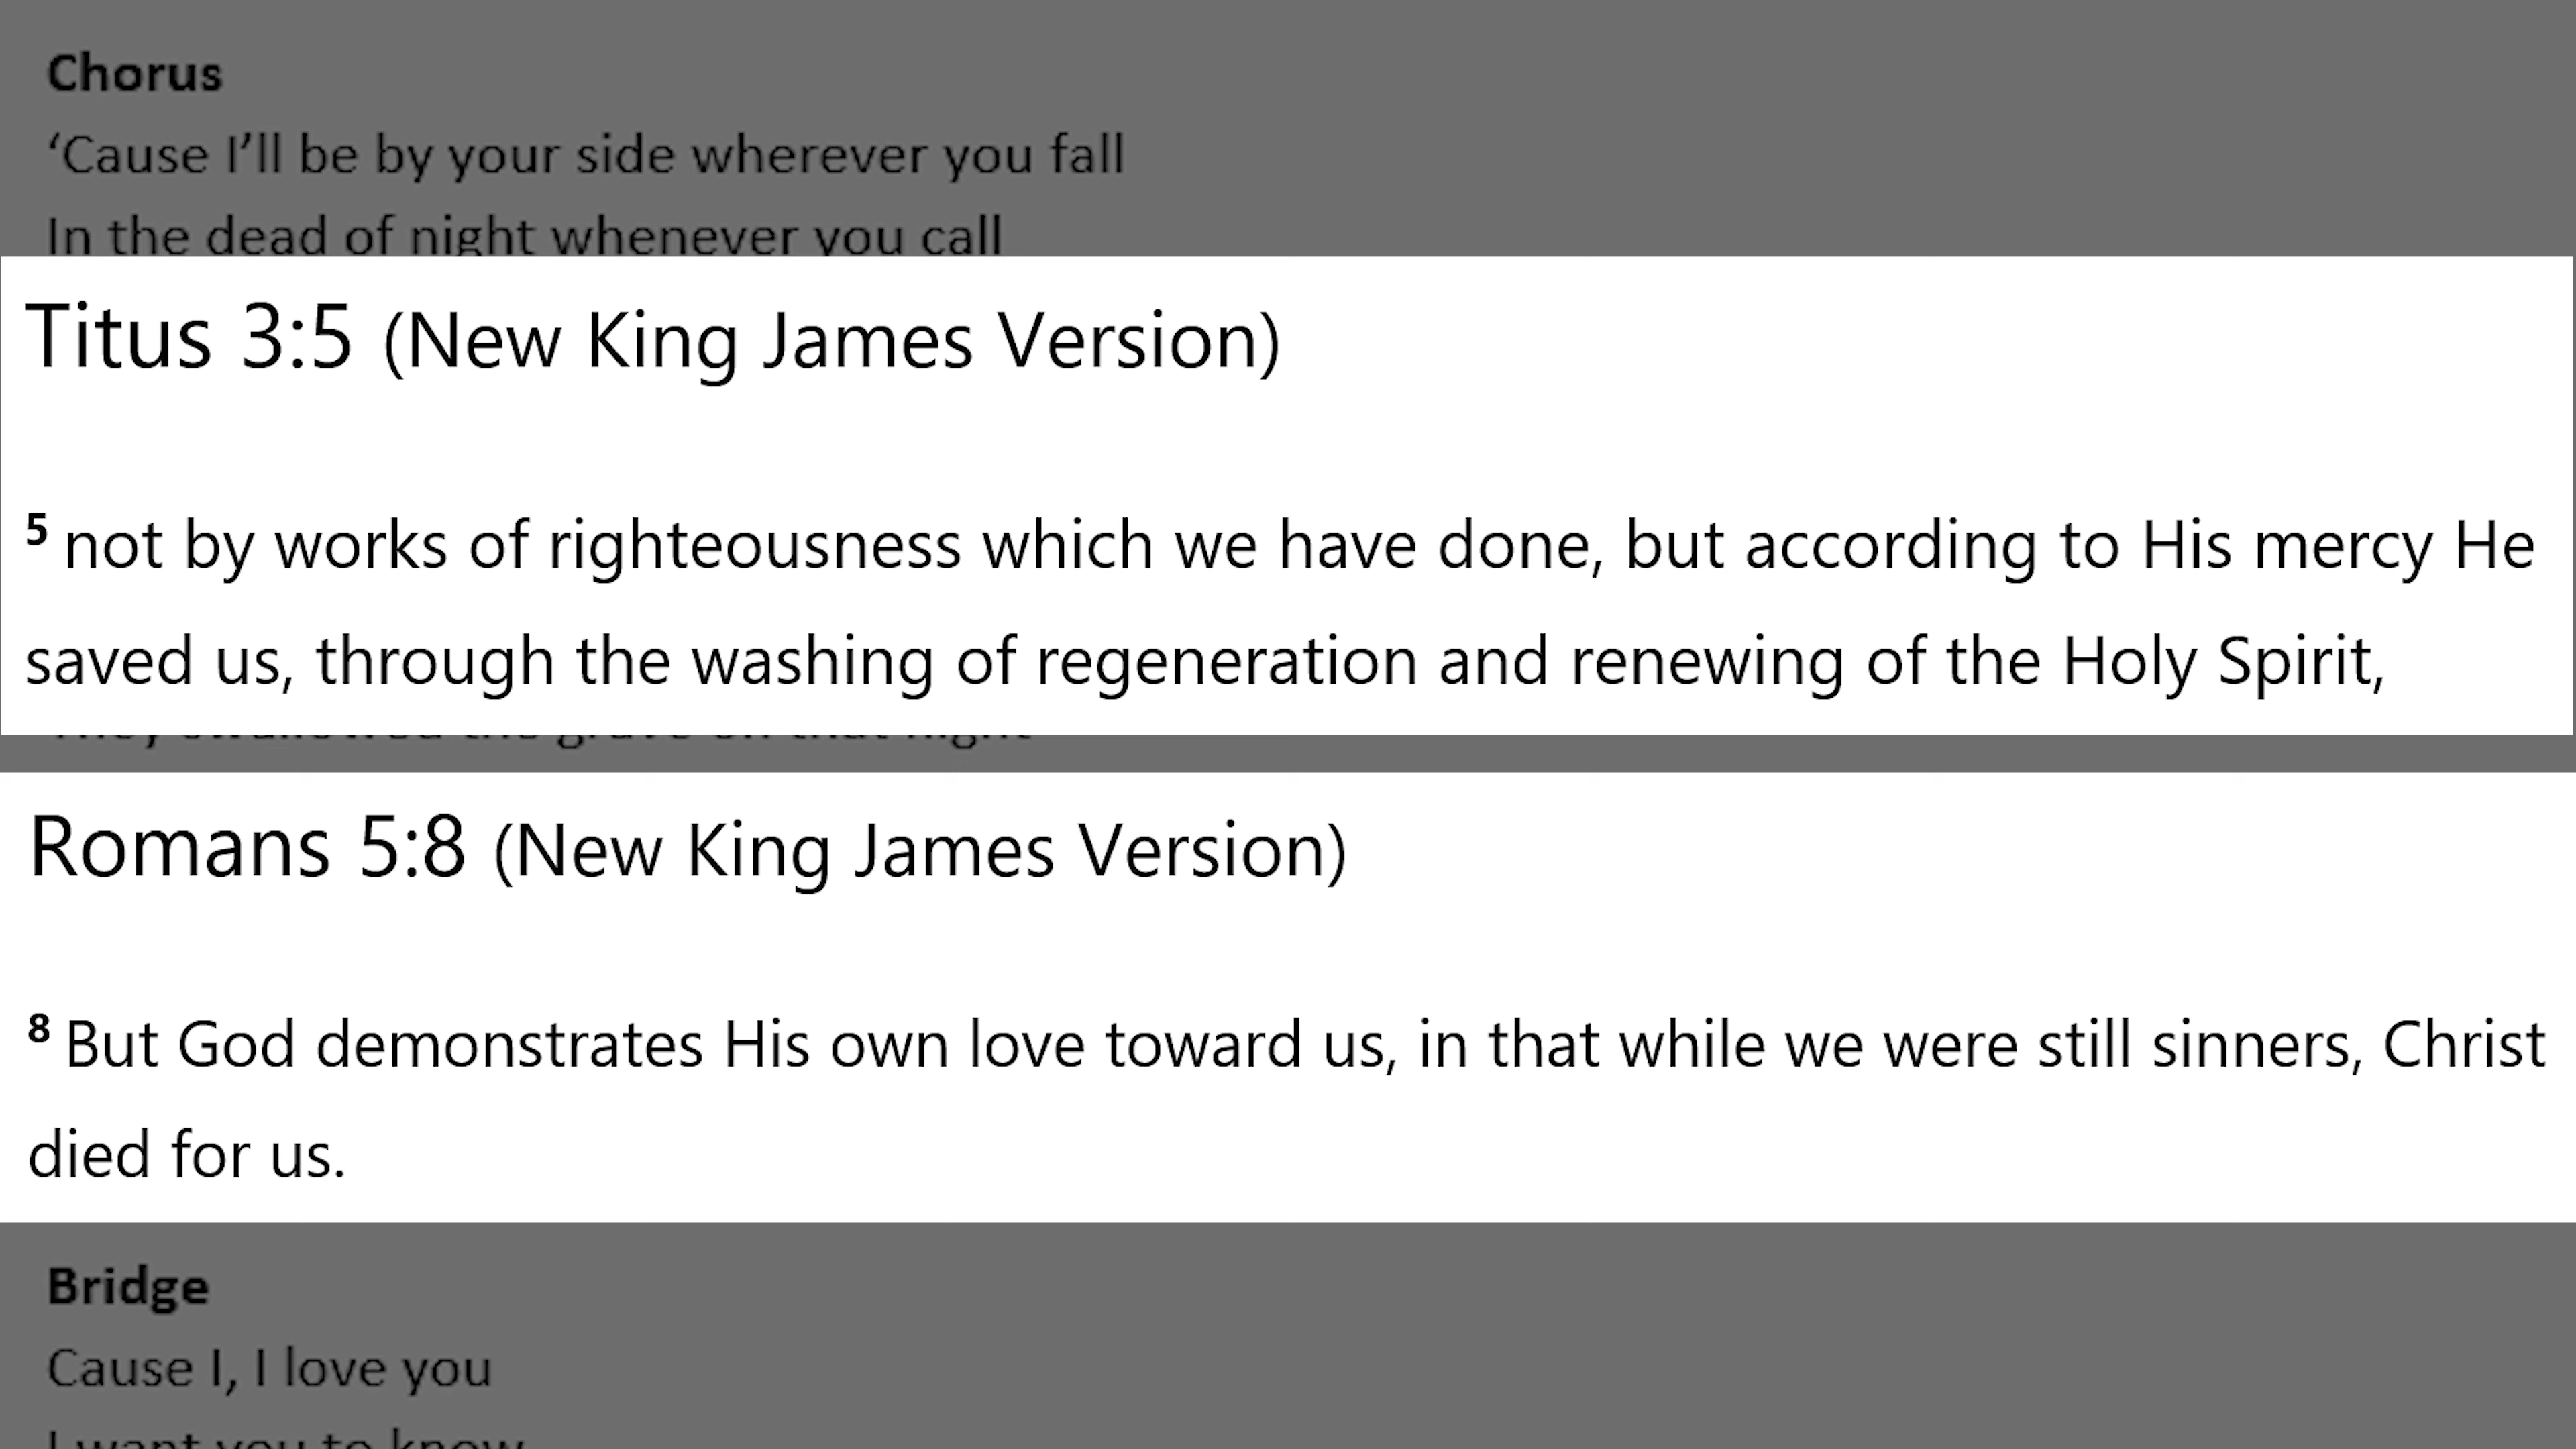 Chorus
‘Cause I’ll be by your side wherever you fall
In the dead of night whenever you call
Titus 3:5 (New King James Version)
5 not by works of righteousness which we have done, but according to His mercy He
saved us, through the washing of regeneration and renewing of the Holy Spirit,
Romans 5:8 (New King James Version)
8 But God demonstrates His own love toward us, in that while we were still sinners, Christ
died for us.
Bridge
Cause I, I love you
I want you to know